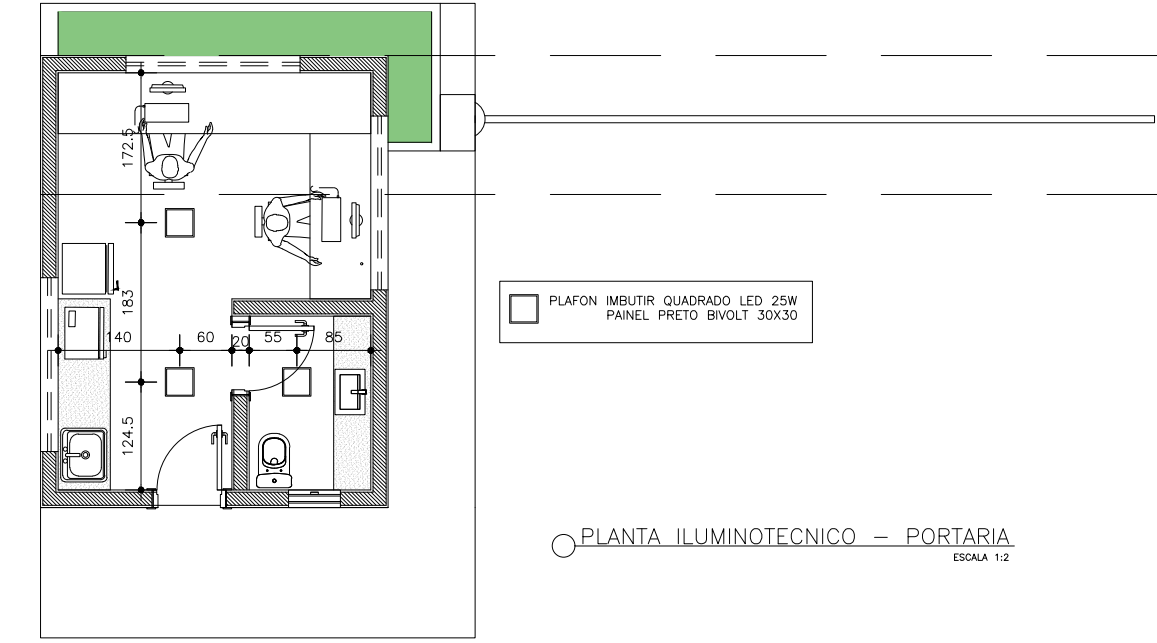 172.5
183
140
60
20
55
85
124.5
PLAFON IMBUTIR QUADRADO LED 25W
PAINEL PRETO BIVOLT 30X30
PLANTA ILUMINOTECNICO – PORTARIA
ESCALA 1:2